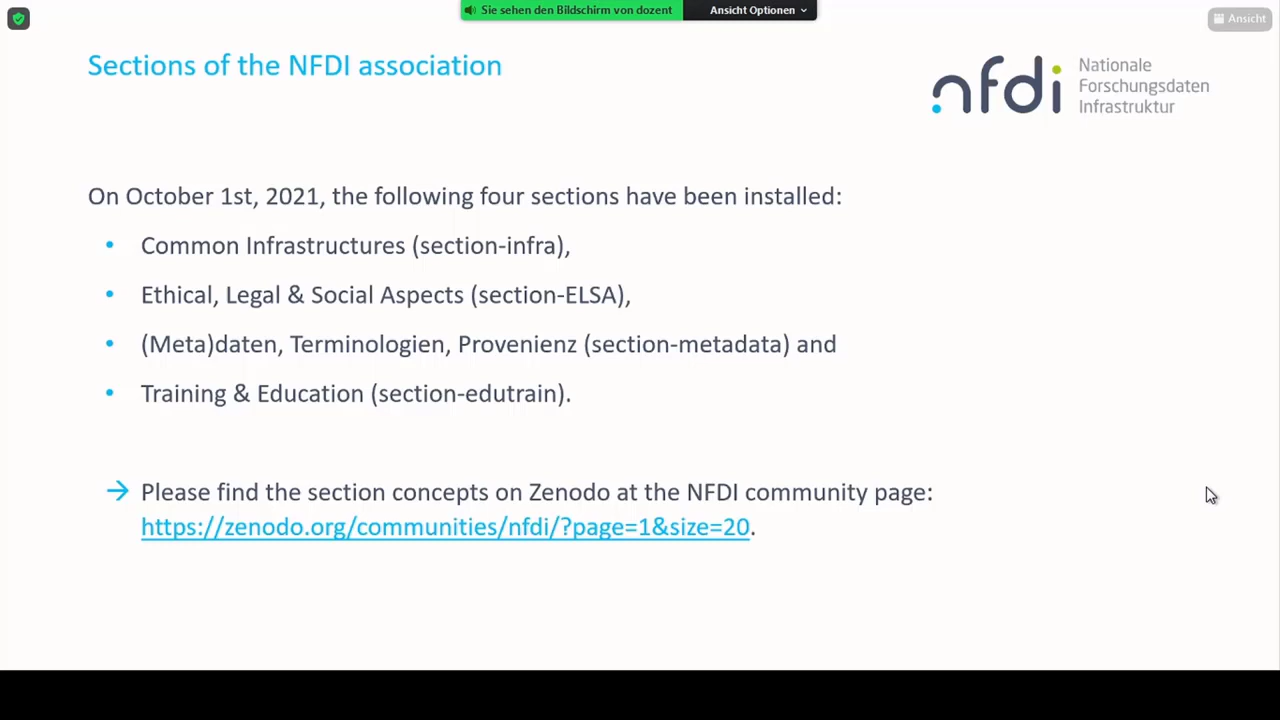 Sie sehen den Bildschirm von dozent
Ansicht Optionen
Ansicht
Sections of the NFDI association
nfdi
Nationale
Forschungsdaten
Infrastruktur
On October 1st, 2021, the following four sections have been installed:
• Common Infrastructures (section-infra),
• Ethical, Legal & Social Aspects (section-ELSA),
• (Meta)daten, Terminologien, Provenienz (section-metadata) and
• Training & Education (section-edutrain).
→ Please find the section concepts on Zenodo at the NFDI community page:
https://zenodo.org/communities/nfdi/?page=1&size=20.